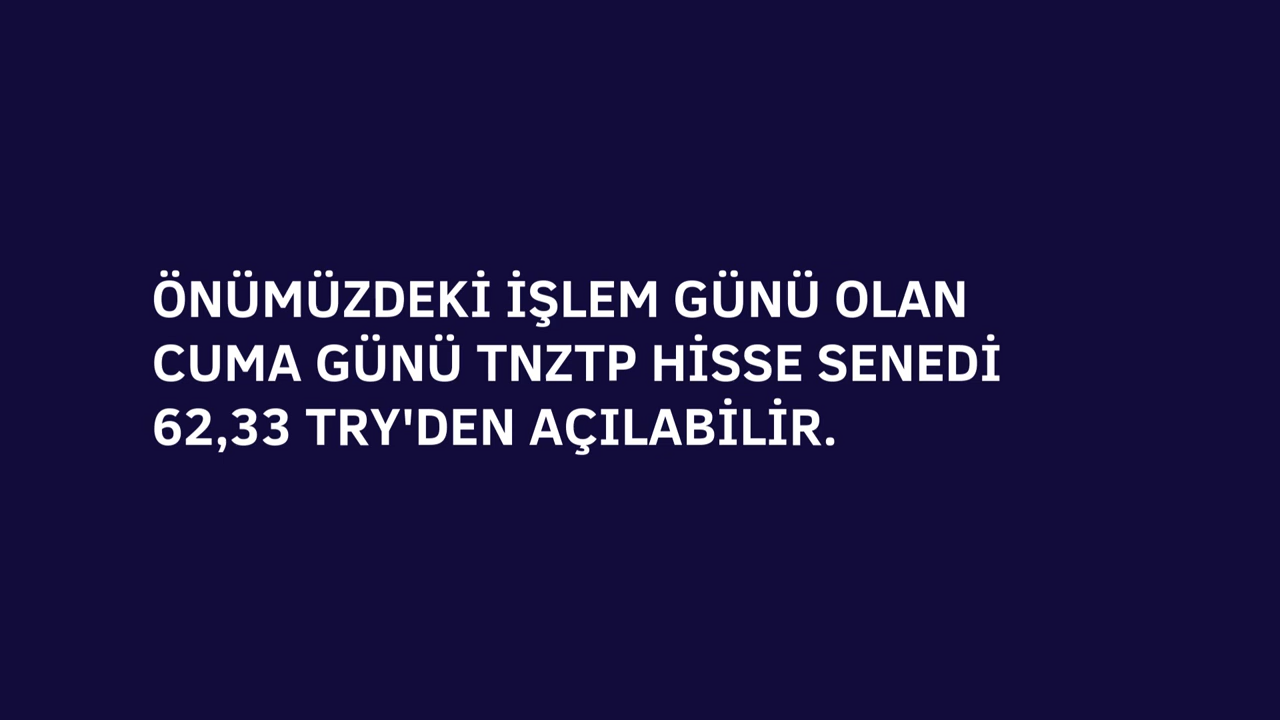 ÖNÜMÜZDEKİ İŞLEM GÜNÜ OLAN
CUMA GÜNÜ TNZTP HİSSE SENEDİ
62,33 TRY'DEN AÇILABİLİR.